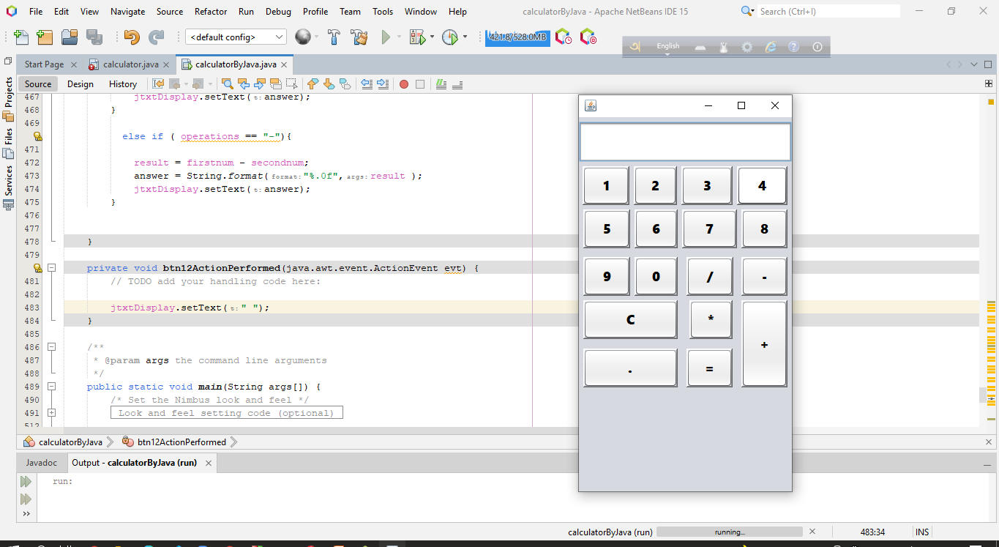 File Edit View Navigate Source Refactor Run Debug Profile Team Tools Window Help calculatorByJava - Apache NetBeans IDE 15 Search (Ctrl+I)
<default config> 421.8/528.0MB
English
Start Page calculator.java calculatorByJava.java
Source Design History
Projects
Files
Services
467 jtxtDisplay.setText(t:answer);
468 }
469
else if ( operations == "-"){
471
472 result = firstnum - secondnum;
473 answer = String.format(format:"%.0f", args:result );
474 jtxtDisplay.setText(t:answer);
475 }
476
477
478 }
479
private void btn12ActionPerformed(java.awt.event.ActionEvent evt) {
481 // TODO add your handling code here:
482
483 jtxtDisplay.setText(t:" ");
484 }
485
486 /**
487 * @param args the command line arguments
488 */
489 public static void main(String args[]) {
490 /* Set the Nimbus look and feel */
491 Look and feel setting code (optional)
512
1 2 3 4
5 6 7 8
9 0 / -
C * +
. =
calculatorByJava btn12ActionPerformed
Javadoc Output - calculatorByJava (run)
run:
calculatorByJava (run) running... 483:34 INS